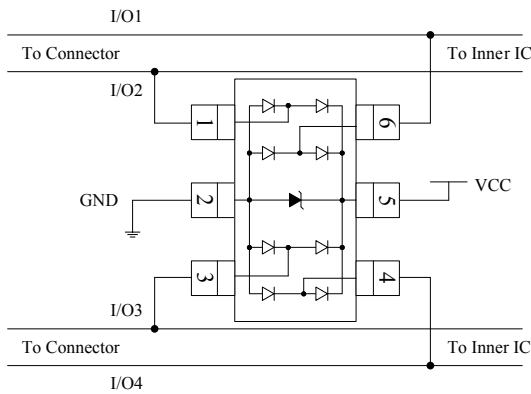 I/O1
To Connector
To Inner IC
I/O2
1
6
GND
2
5
VCC
3
4
I/O3
To Connector
To Inner IC
I/O4